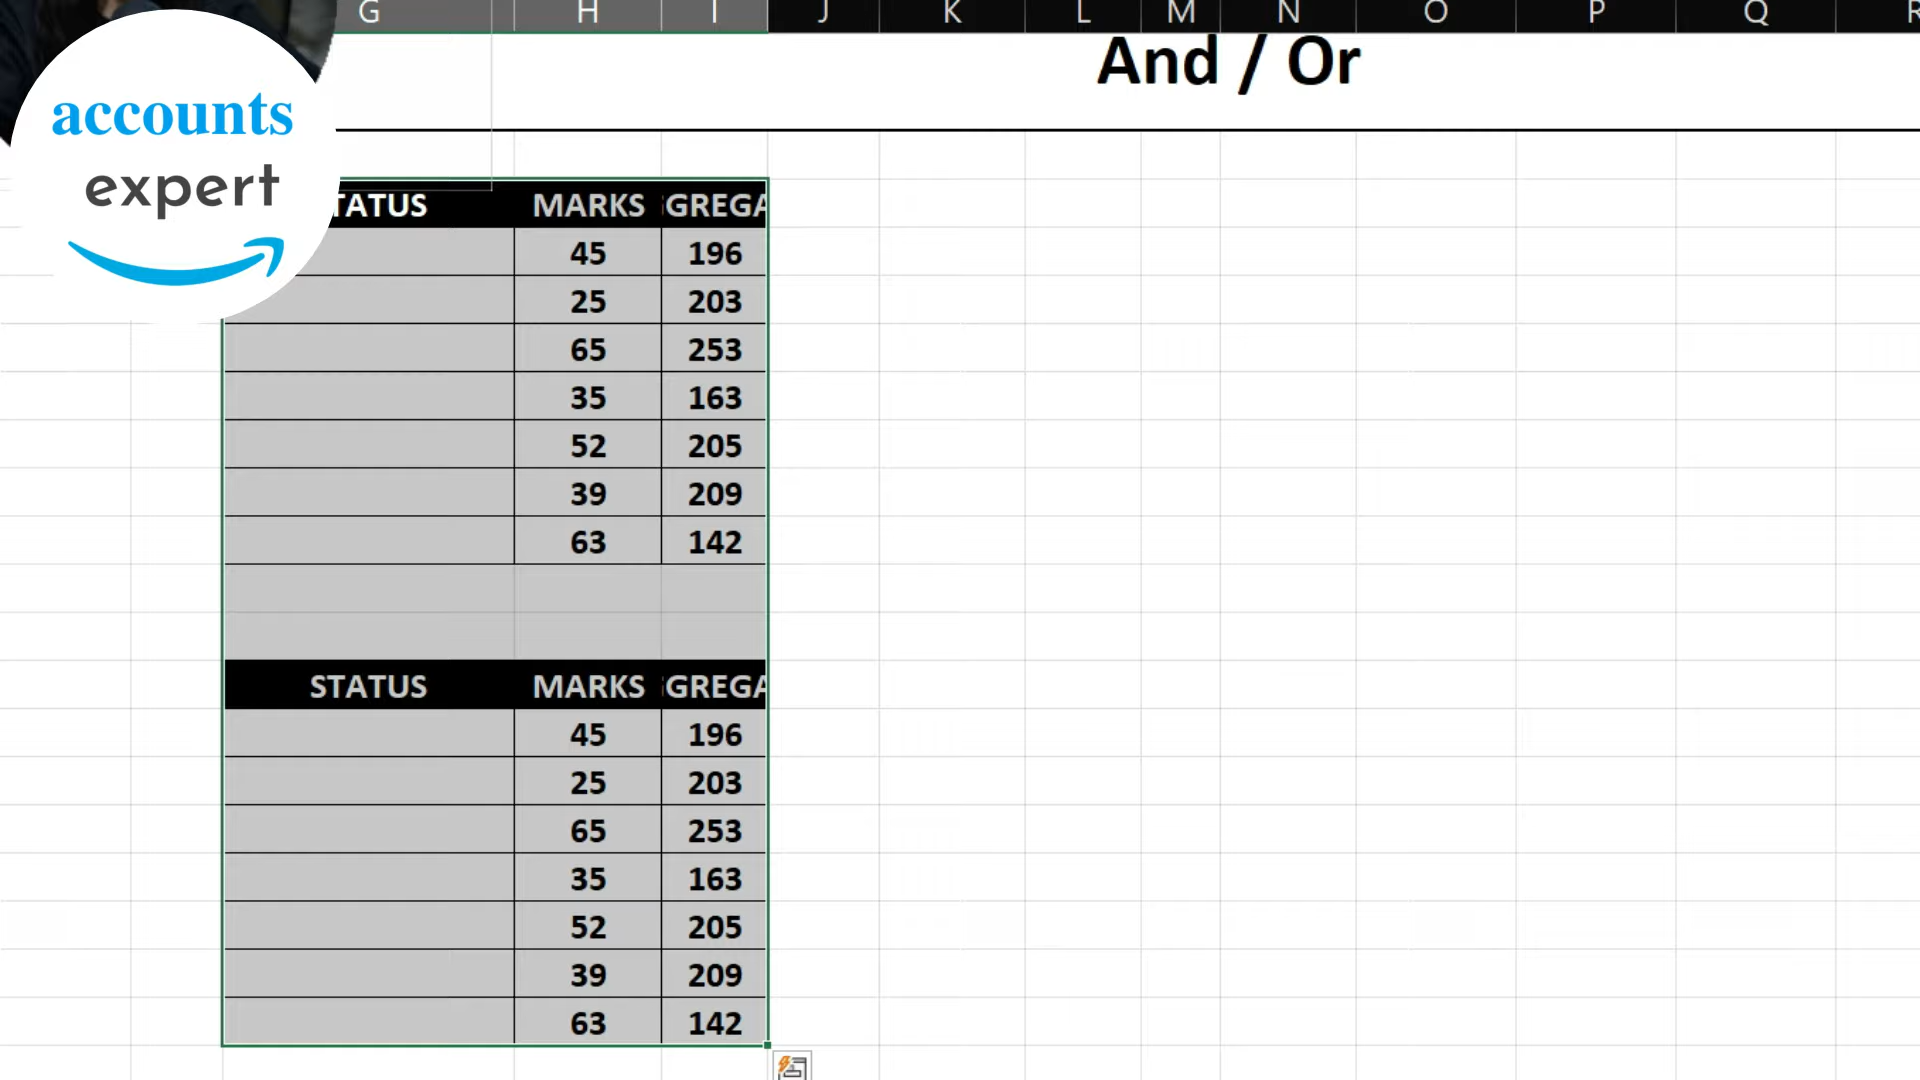 G H I J K L M N O P Q
And / Or
accounts
expert
TATUS MARKS GREGA
45 196
25 203
65 253
35 163
52 205
39 209
63 142
STATUS MARKS GREGA
45 196
25 203
65 253
35 163
52 205
39 209
63 142